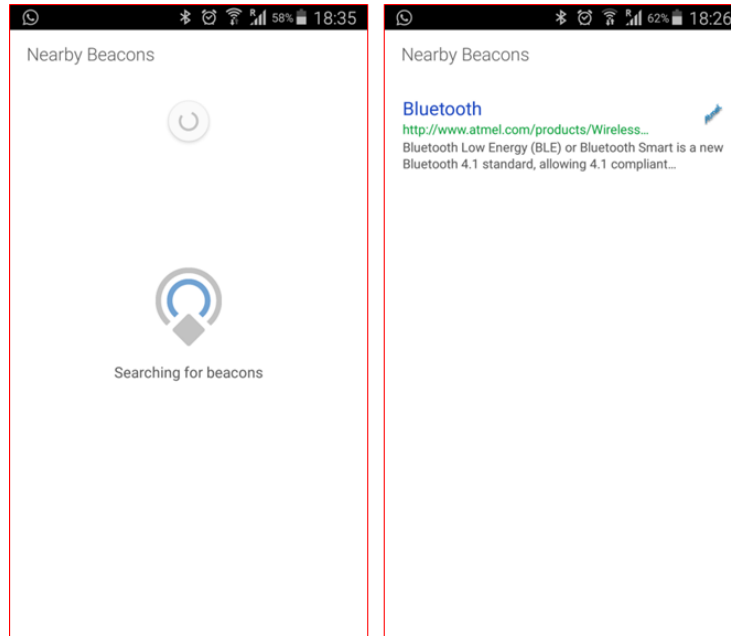 58% 18:35
Nearby Beacons
Searching for beacons
R 62% 18:26
Nearby Beacons
Bluetooth
http://www.atmel.com/products/Wireless...
Bluetooth Low Energy (BLE) or Bluetooth Smart is a new
Bluetooth 4.1 standard, allowing 4.1 compliant...